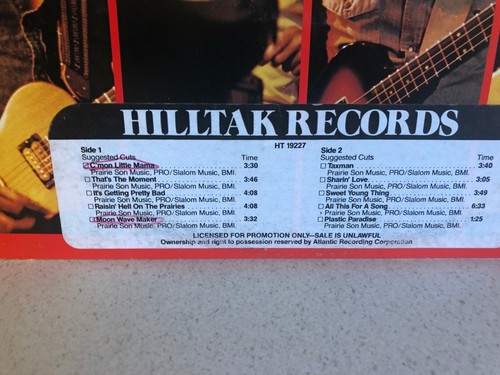 HILLTAK RECORDS
HT 19227
Side 1
Suggested Cuts Time
C'mon Little Mama 3:30
Prairie Son Music, PRO/Slalom Music, BMI.
That's The Moment 3:46
Prairie Son Music, PRO/Slalom Music, BMI.
It's Getting Pretty Bad 4:08
Prairie Son Music, PRO/Slalom Music, BMI.
Raisin' Hell On The Prairies 4:08
Prairie Son Music, PRO/Slalom Music, BMI.
Moon Wave Maker 3:32
Prairie Son Music, PRO/Slalom Music, BMI.
Side 2
Suggested Cuts Time
Taxman 3:40
Prairie Son Music, PRO/Slalom Music, BMI.
Sharin' Love 3:05
Prairie Son Music, PRO/Slalom Music, BMI.
Sweet Young Thing 3:49
Prairie Son Music, PRO/Slalom Music, BMI.
All This For A Song 6:33
Prairie Son Music, PRO/Slalom Music, BMI.
Plastic Paradise 1:25
Prairie Son Music, PRO/Slalom Music, BMI.
LICENSED FOR PROMOTION ONLY—SALE IS UNLAWFUL
Ownership and right to possession reserved by Atlantic Recording Corporation